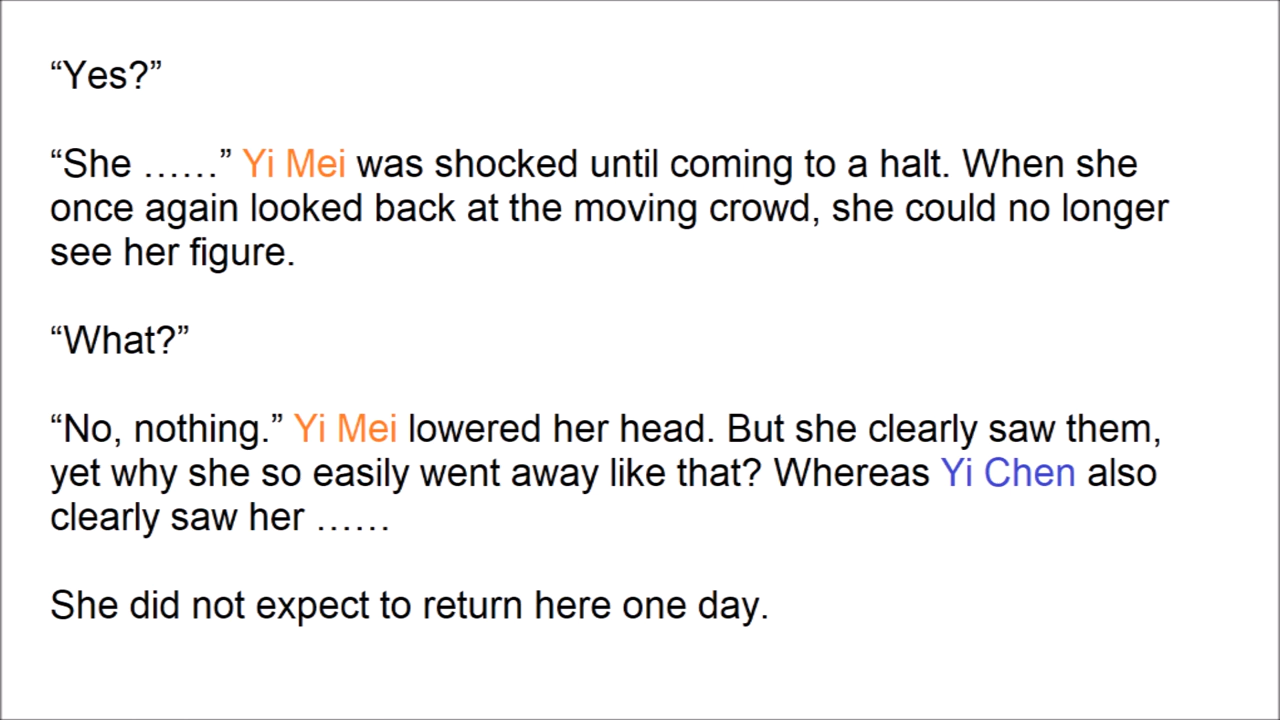 “Yes?”
“She ……” Yi Mei was shocked until coming to a halt. When she
once again looked back at the moving crowd, she could no longer
see her figure.
“What?”
“No, nothing.” Yi Mei lowered her head. But she clearly saw them,
yet why she so easily went away like that? Whereas Yi Chen also
clearly saw her ……
She did not expect to return here one day.